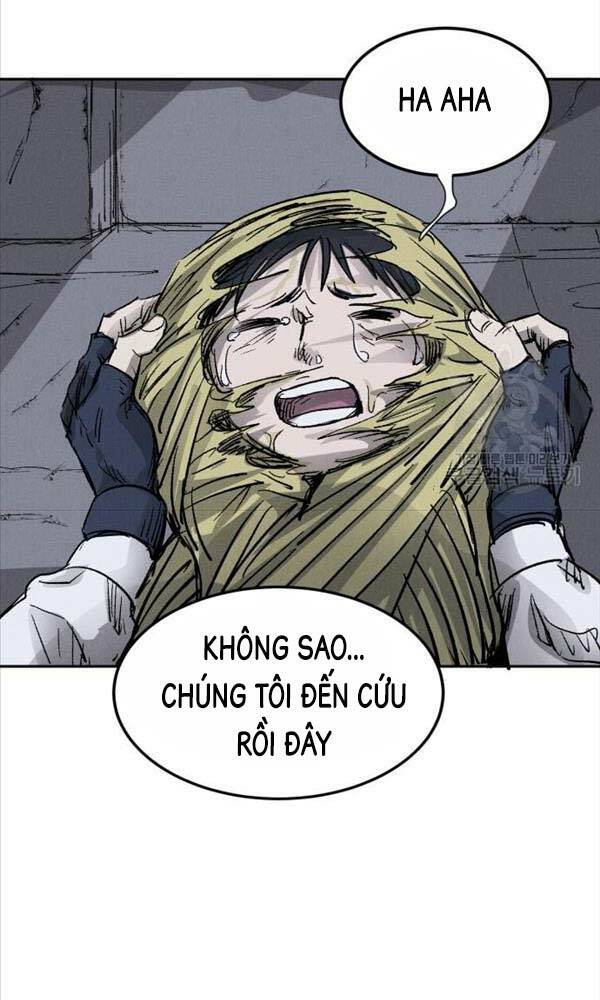 HA AHA
KHÔNG SAO...
CHÚNG TÔI ĐẾN CỨU
RỒI ĐÂY